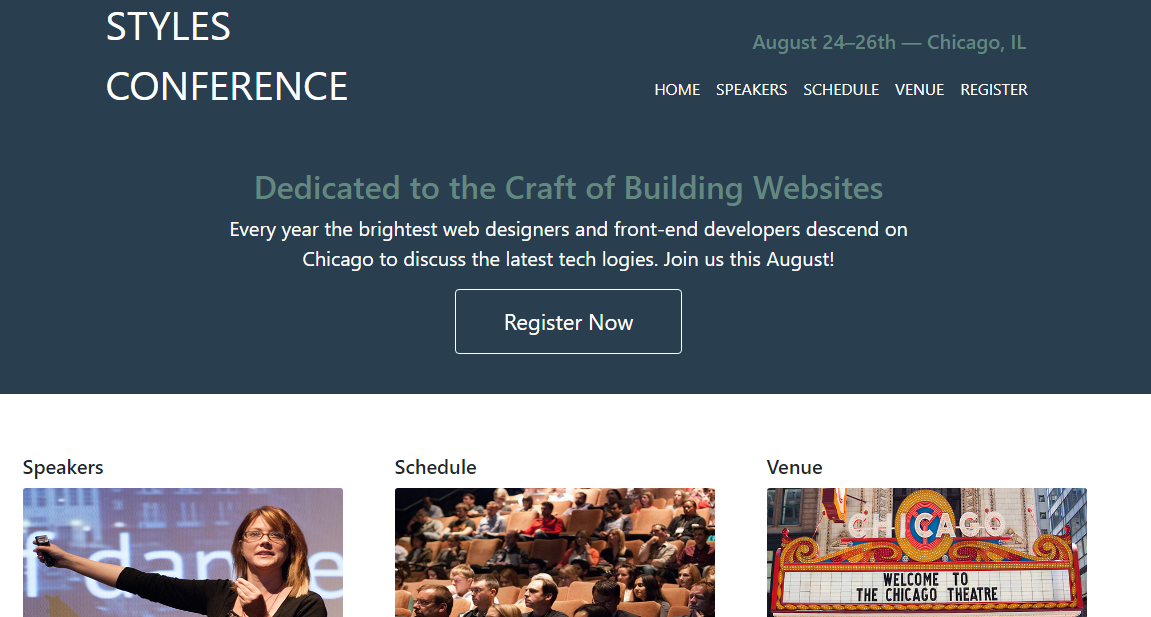 STYLES
CONFERENCE
August 24–26th — Chicago, IL
HOME SPEAKERS SCHEDULE VENUE REGISTER
Dedicated to the Craft of Building Websites
Every year the brightest web designers and front-end developers descend on
Chicago to discuss the latest tech logies. Join us this August!
Register Now
Speakers
Schedule
Venue
CHICAGO
WELCOME TO
THE CHICAGO THEATRE